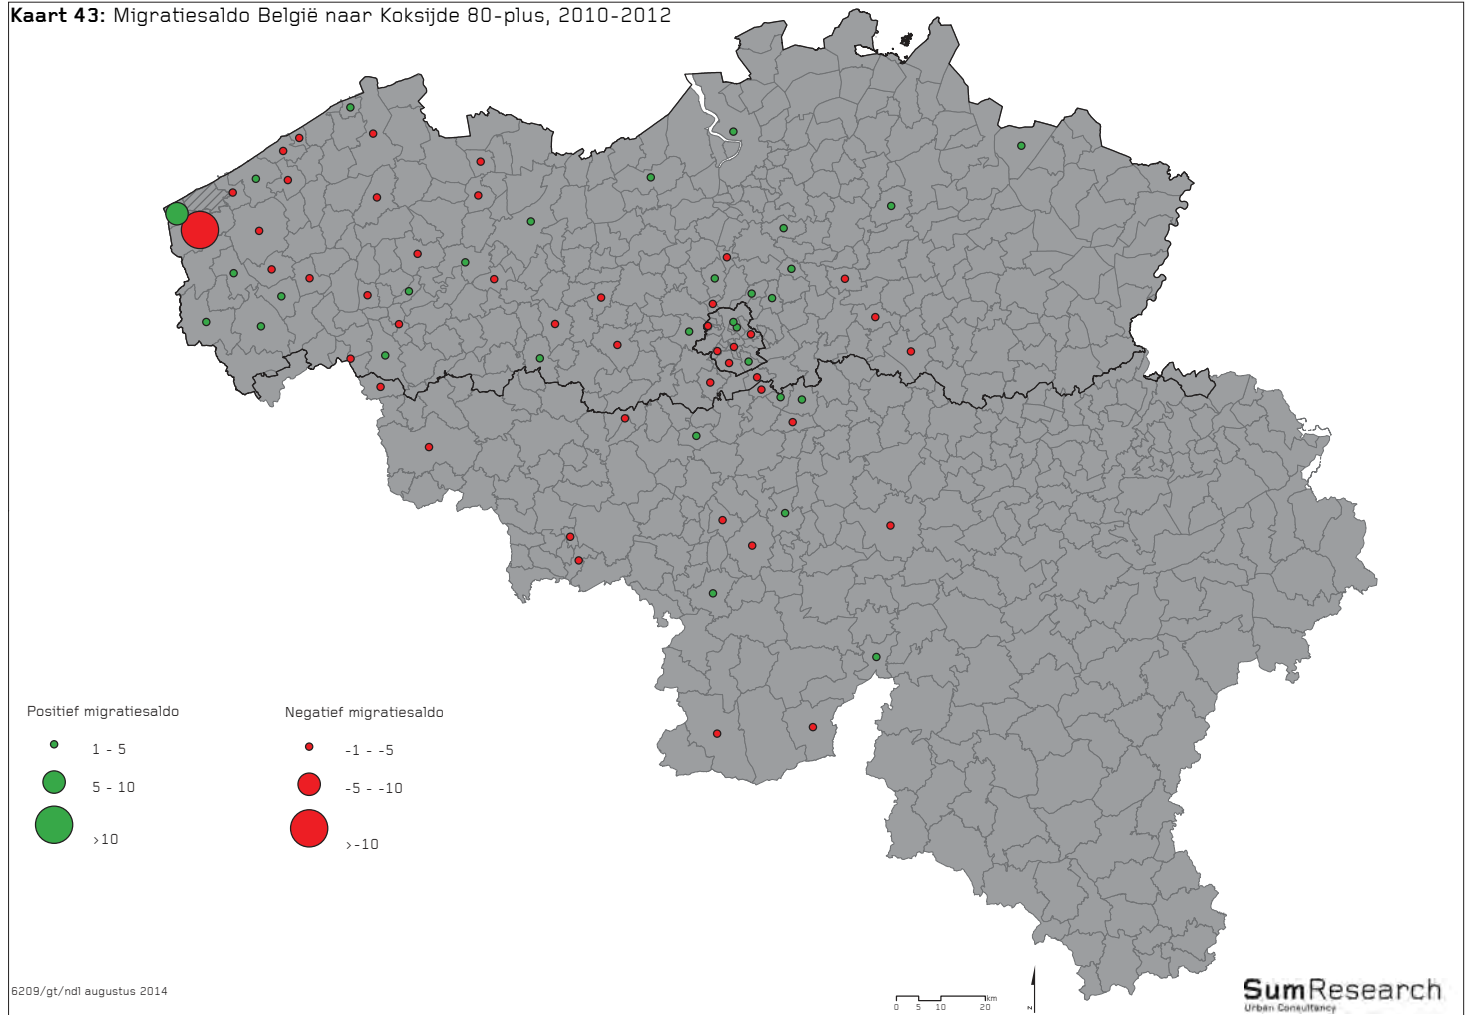 Kaart 43: Migratiesaldo België naar Koksijde 80-plus, 2010-2012
Positief migratiesaldo
1 - 5
5 - 10
>10
Negatief migratiesaldo
-1 - -5
-5 - -10
>-10
6209/gt/ndl augustus 2014
0 5 10 20 km
N
SumResearch
Urban Consultancy